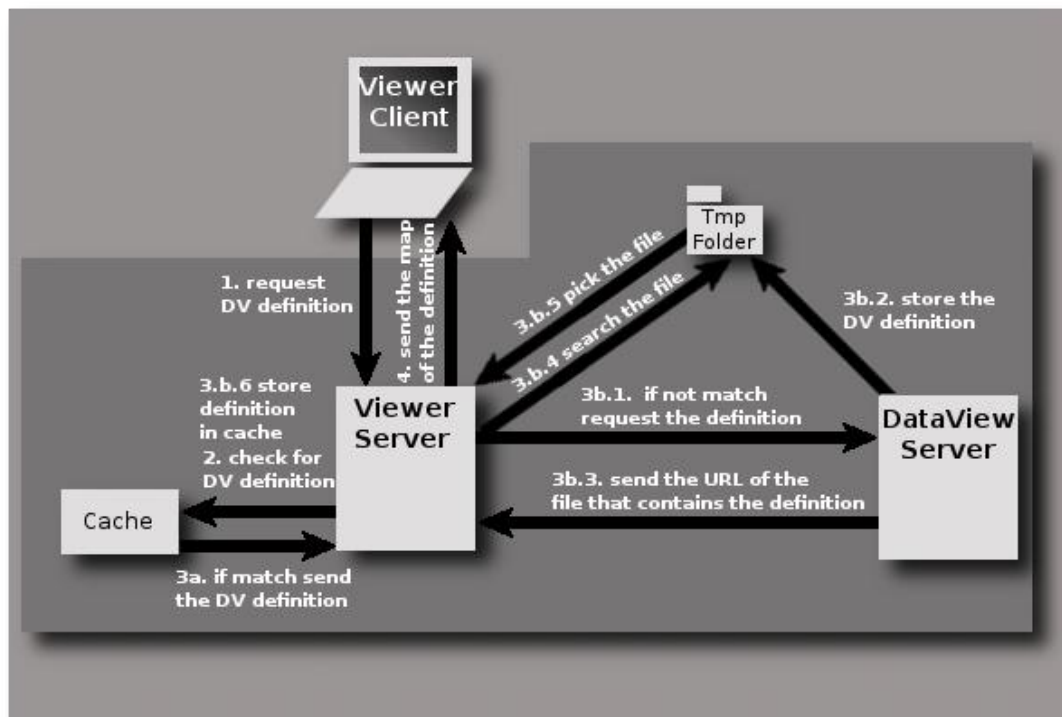 Viewer
Client
Tmp
Folder
1. request
DV definition
4. send the map
of the definition
3.b.5 pick the file
3.b.4 search the file
3b.2. store the
DV definition
3.b.6 store
definition
in cache
2. check for
DV definition
Viewer
Server
3b.1.  if not match
request the definition
DataView
Server
3b.3. send the URL of the
file that contains the definition
Cache
3a. if match send
the DV definition